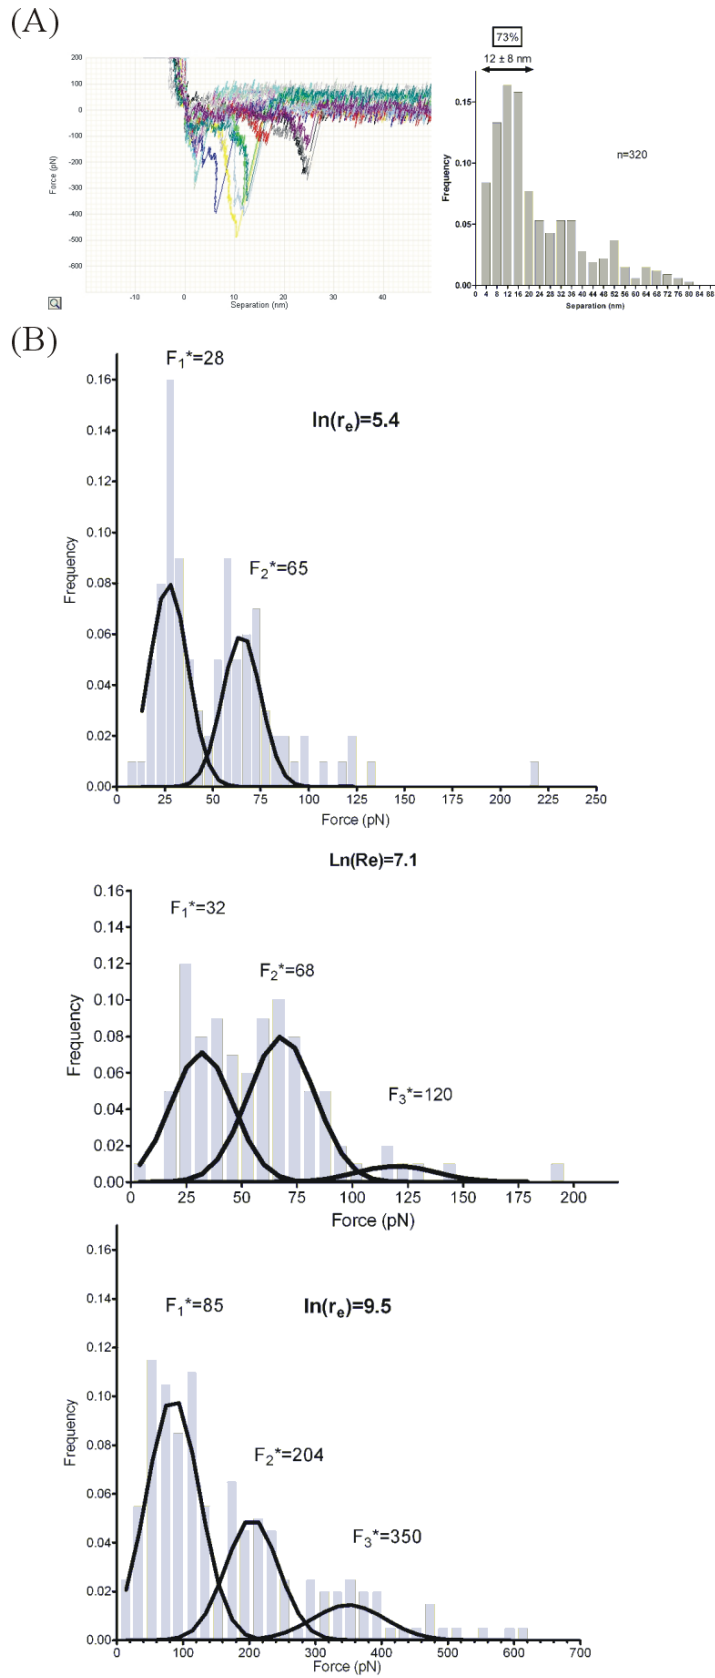 (A)
200
100
0
-100
-200
-300
-400
-500
-600
Force (pN)
-10
0
10
20
30
40
Separation (nm)
73%
12 ± 8 nm
n=320
0.15
0.10
0.05
0.00
Frequency
0 4 8 12 16 20 24 28 32 36 40 44 48 52 56 60 64 68 72 76 80 84 88
Separation (nm)
(B)
F1*=28
ln(re)=5.4
F2*=65
0.16
0.14
0.12
0.10
0.08
0.06
0.04
0.02
0.00
Frequency
0 25 50 75 100 125 150 175 200 225 250
Force (pN)
Ln(Re)=7.1
F1*=32
F2*=68
F3*=120
0.16
0.14
0.12
0.10
0.08
0.06
0.04
0.02
0.00
Frequency
0 25 50 75 100 125 150 175 200
Force (pN)
F1*=85
ln(re)=9.5
F2*=204
F3*=350
0.16
0.14
0.12
0.10
0.08
0.06
0.04
0.02
0.00
Frequency
0 100 200 300 400 500 600 700
Force (pN)